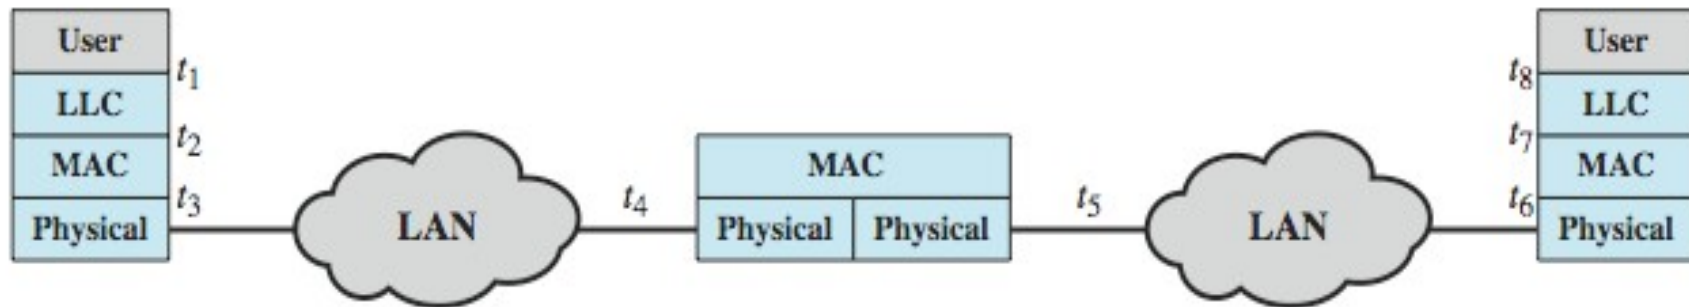 User
t1
LLC
t2
MAC
t3
Physical
LAN
t4
MAC
Physical Physical
t5
LAN
User
t8
LLC
t7
MAC
t6
Physical